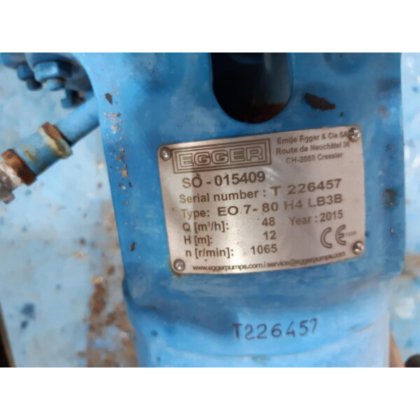 EGGER
Emile Egger & Cie SA
Route de Neuchâtel 36
CH-2088 Cressier
SO - 015409
Serial number: T 226457
Type: EO 7- 80 H4 LB3B
Q [m³/h]: 48 Year: 2015
H [m]: 12
n [r/min]: 1065
CE
www.eggerpumps.com / service@eggerpumps.com
T226457